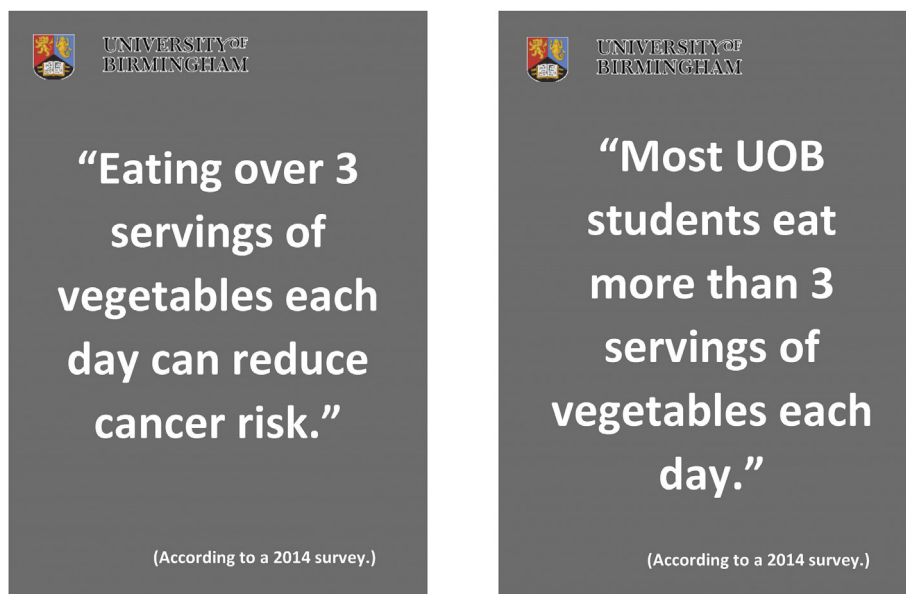 UNIVERSITY OF
BIRMINGHAM
“Eating over 3
servings of
vegetables each
day can reduce
cancer risk.”
(According to a 2014 survey.)
UNIVERSITY OF
BIRMINGHAM
“Most UOB
students eat
more than 3
servings of
vegetables each
day.”
(According to a 2014 survey.)